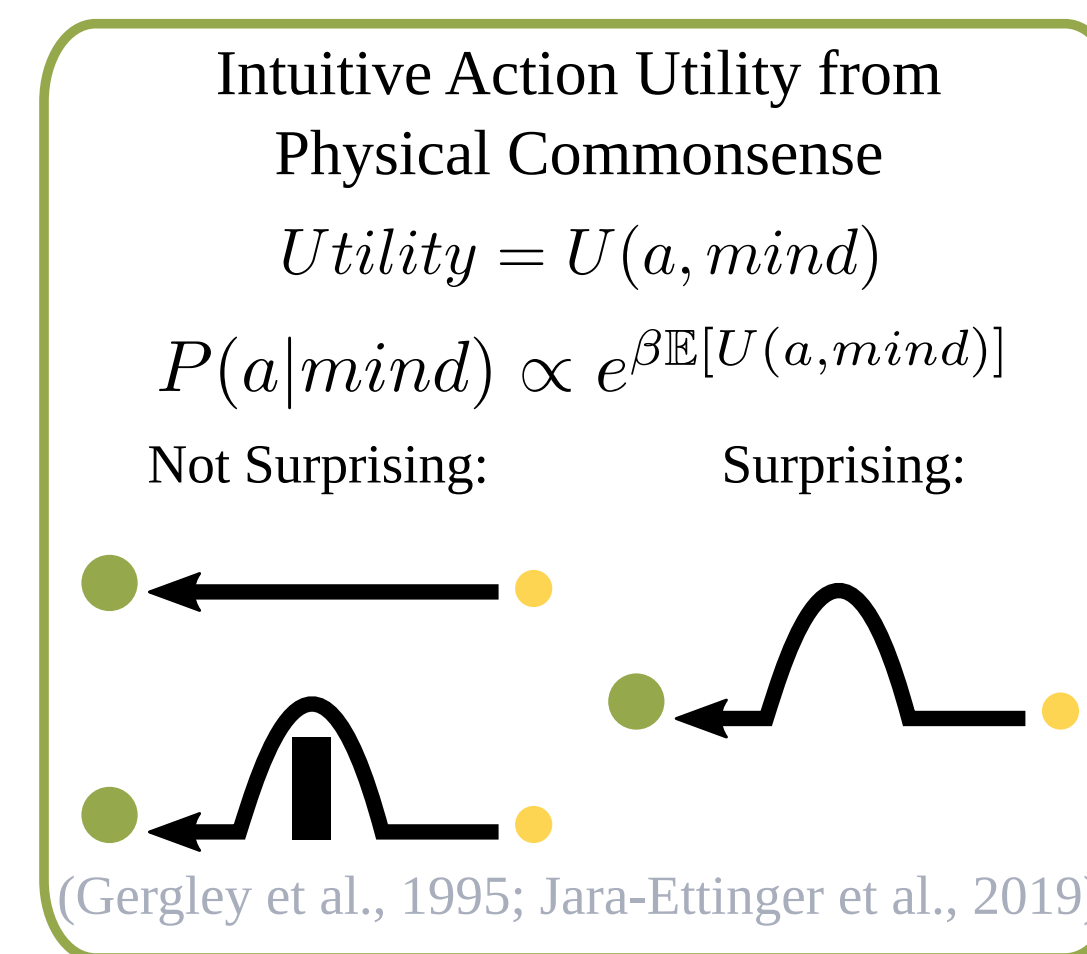 Intuitive Action Utility from
Physical Commonsense
Utility = U(a, mind)
P(a|mind) ∝ e^{β𝔼[U(a,mind)]}
Not Surprising:
Surprising:
(Gergley et al., 1995; Jara-Ettinger et al., 2019)